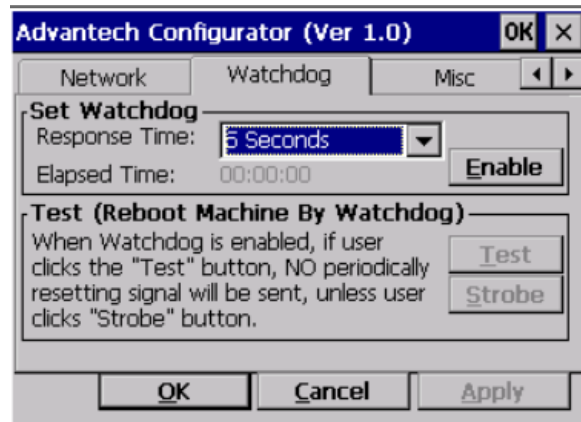 Advantech Configurator (Ver 1.0) OK ×
Network Watchdog Misc
Set Watchdog
Response Time: 5 Seconds
Elapsed Time: 00:00:00 Enable
Test (Reboot Machine By Watchdog)
When Watchdog is enabled, if user
clicks the "Test" button, NO periodically
resetting signal will be sent, unless user
clicks "Strobe" button.
Test
Strobe
OK Cancel Apply